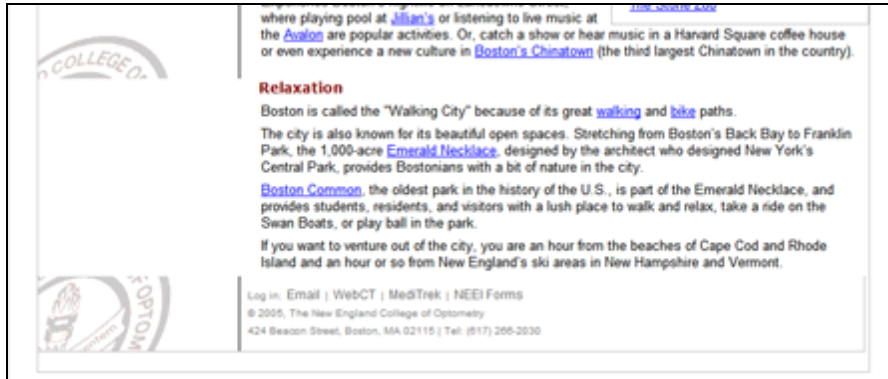 where playing pool at Jillian's or listening to live music at
the Avalon are popular activities. Or, catch a show or hear music in a Harvard Square coffee house
or even experience a new culture in Boston's Chinatown (the third largest Chinatown in the country).
COLLEGE O
Relaxation
Boston is called the "Walking City" because of its great walking and bike paths.
The city is also known for its beautiful open spaces. Stretching from Boston's Back Bay to Franklin
Park, the 1,000-acre Emerald Necklace, designed by the architect who designed New York's
Central Park, provides Bostonians with a bit of nature in the city.
Boston Common, the oldest park in the history of the U.S., is part of the Emerald Necklace, and
provides students, residents, and visitors with a lush place to walk and relax, take a ride on the
Swan Boats, or play ball in the park.
If you want to venture out of the city, you are an hour from the beaches of Cape Cod and Rhode
Island and an hour or so from New England's ski areas in New Hampshire and Vermont.
OPTOM
Log in: Email | WebCT | MediTrek | NEEI Forms
© 2005, The New England College of Optometry
424 Beacon Street, Boston, MA 02115 | Tel: (617) 266-2030